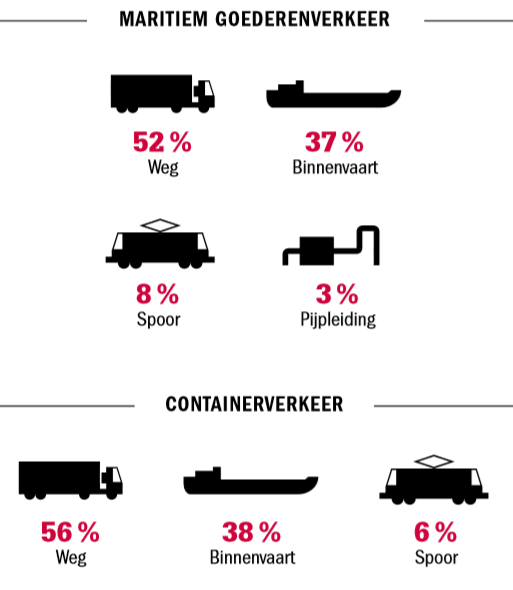 MARITIEM GOEDERENVERKEER
52 %
Weg
37 %
Binnenvaart
8 %
Spoor
3 %
Pijpleiding
CONTAINERVERKEER
56 %
Weg
38 %
Binnenvaart
6 %
Spoor